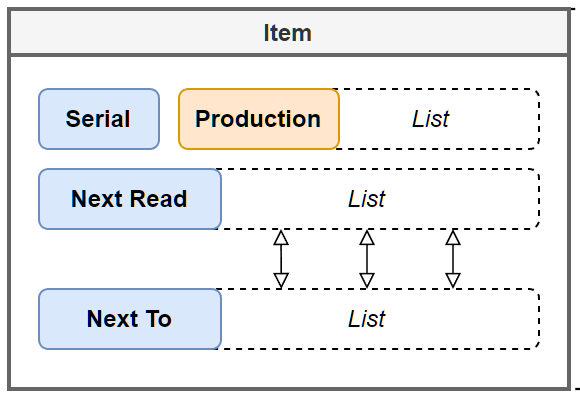 Item
Serial
Production
List
Next Read
List
Next To
List